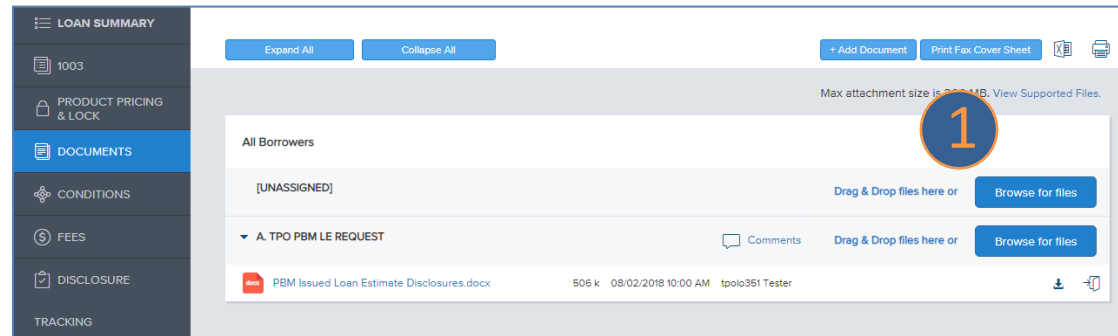 LOAN SUMMARY
1003
PRODUCT PRICING
& LOCK
DOCUMENTS
CONDITIONS
FEES
DISCLOSURE
TRACKING
Expand All
Collapse All
+ Add Document
Print Fax Cover Sheet
Max attachment size is MB. View Supported Files.
1
All Borrowers
[UNASSIGNED]
Drag & Drop files here or
Browse for files
A. TPO PBM LE REQUEST
Comments
Drag & Drop files here or
Browse for files
docx
PBM Issued Loan Estimate Disclosures.docx
506 k 08/02/2018 10:00 AM tpolo351 Tester